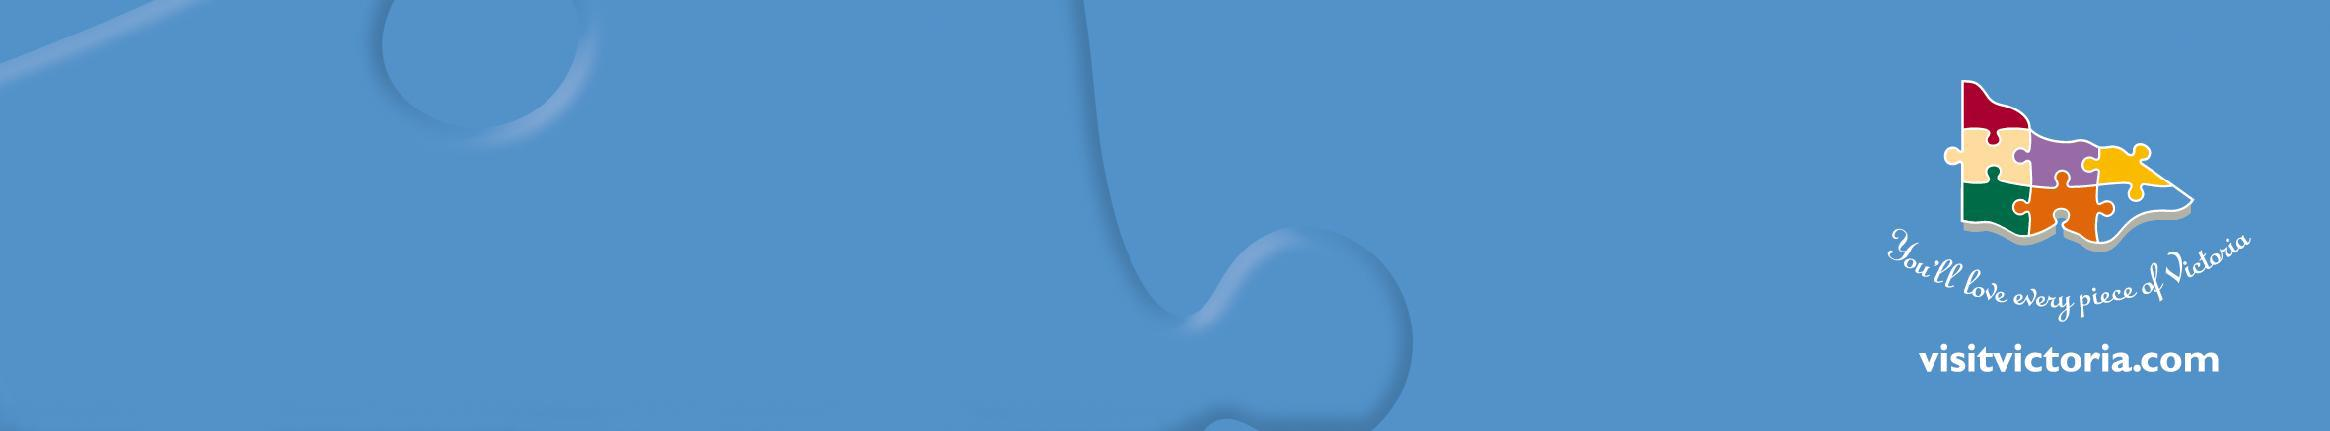 You'll love every piece of Victoria
visitvictoria.com